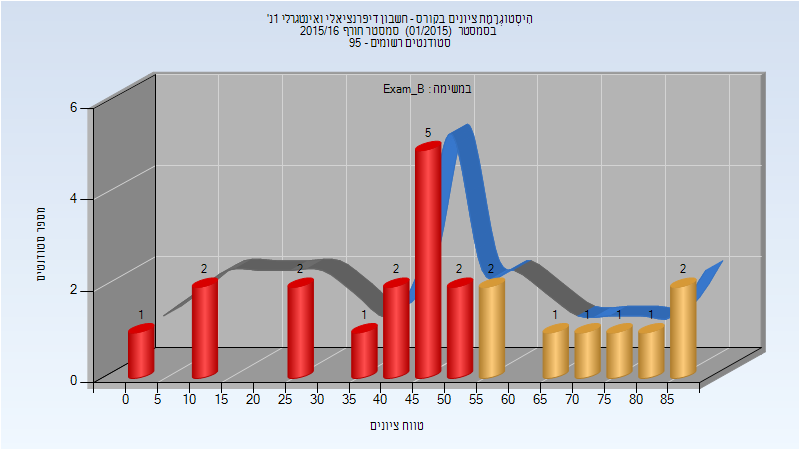 היסטוגרמת ציונים בקורס - חשבון דיפרנציאלי ואינטגרלי 1נ'
בסמסטר (01/2015) סמסטר חורף 2015/16
סטודנטים רשומים - 95
במשימה : Exam_B
מספר סטודנטים
6
4
2
0
1 2 2 1 2 5 2 2 1 1 1 1 2
0 5 10 15 20 25 30 35 40 45 50 55 60 65 70 75 80 85
טווח ציונים